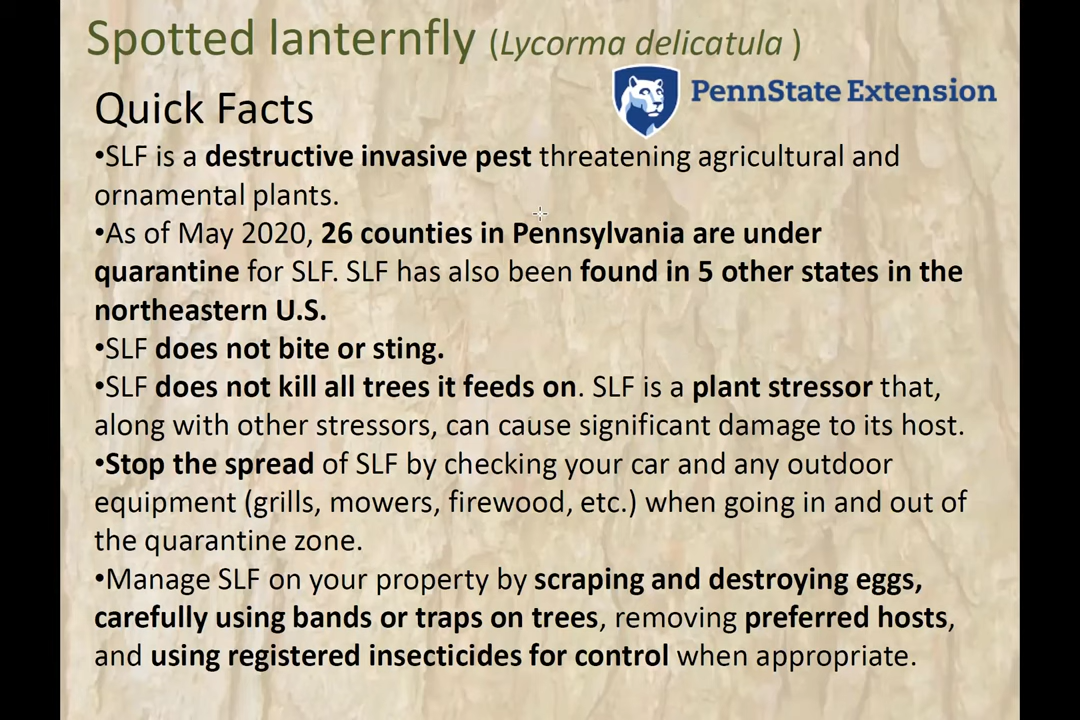 Spotted lanternfly (Lycorma delicatula )
PennState Extension
Quick Facts
•SLF is a destructive invasive pest threatening agricultural and
ornamental plants.
•As of May 2020, 26 counties in Pennsylvania are under
quarantine for SLF. SLF has also been found in 5 other states in the
northeastern U.S.
•SLF does not bite or sting.
•SLF does not kill all trees it feeds on. SLF is a plant stressor that,
along with other stressors, can cause significant damage to its host.
•Stop the spread of SLF by checking your car and any outdoor
equipment (grills, mowers, firewood, etc.) when going in and out of
the quarantine zone.
•Manage SLF on your property by scraping and destroying eggs,
carefully using bands or traps on trees, removing preferred hosts,
and using registered insecticides for control when appropriate.